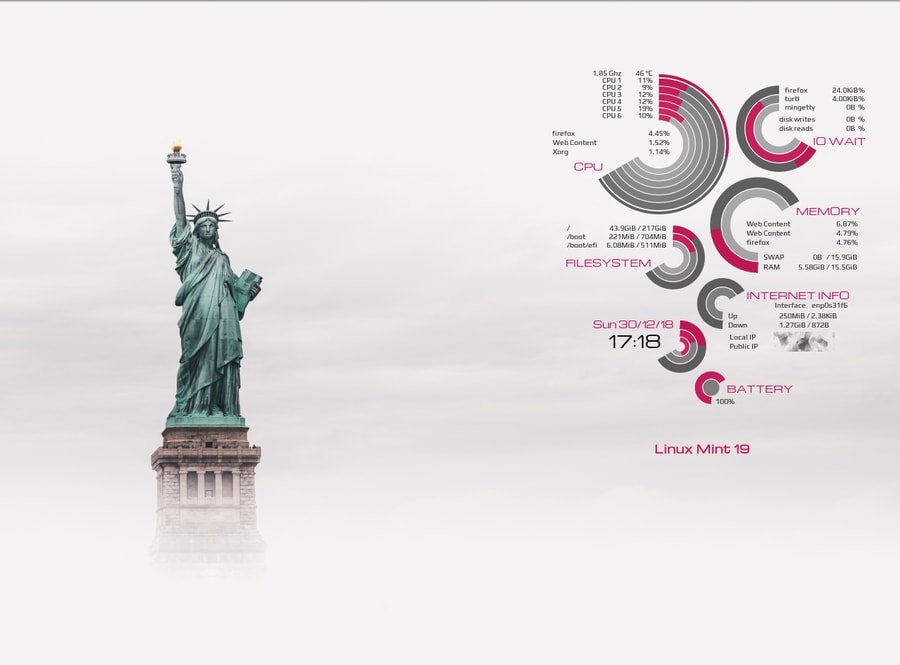 1.85 Ghz 46 °C
CPU 1 11%
CPU 2 9%
CPU 3 12%
CPU 4 12%
CPU 5 19%
CPU 6 10%
firefox 4.45%
Web Content 1.52%
Xorg 1.14%
CPU
firefox 24.0KiB%
turtl 4.00KiB%
mingetty 0B %
diskwrites 0B %
diskreads 0B %
IO WAIT
MEMORY
Web Content 6.87%
Web Content 4.79%
firefox 4.76%
SWAP 0B / 15.9GiB
RAM 5.58GiB / 15.5GiB
/ 43.9GiB / 217GiB
/boot 221MiB / 704MiB
/boot/efi 6.08MiB / 511MiB
FILESYSTEM
INTERNET INFO
Interface enp0s31f6
Up 250MiB / 2.38KiB
Down 1.27GiB / 872B
Local IP
Public IP
Sun 30/12/18
17:18
BATTERY
100%
Linux Mint 19